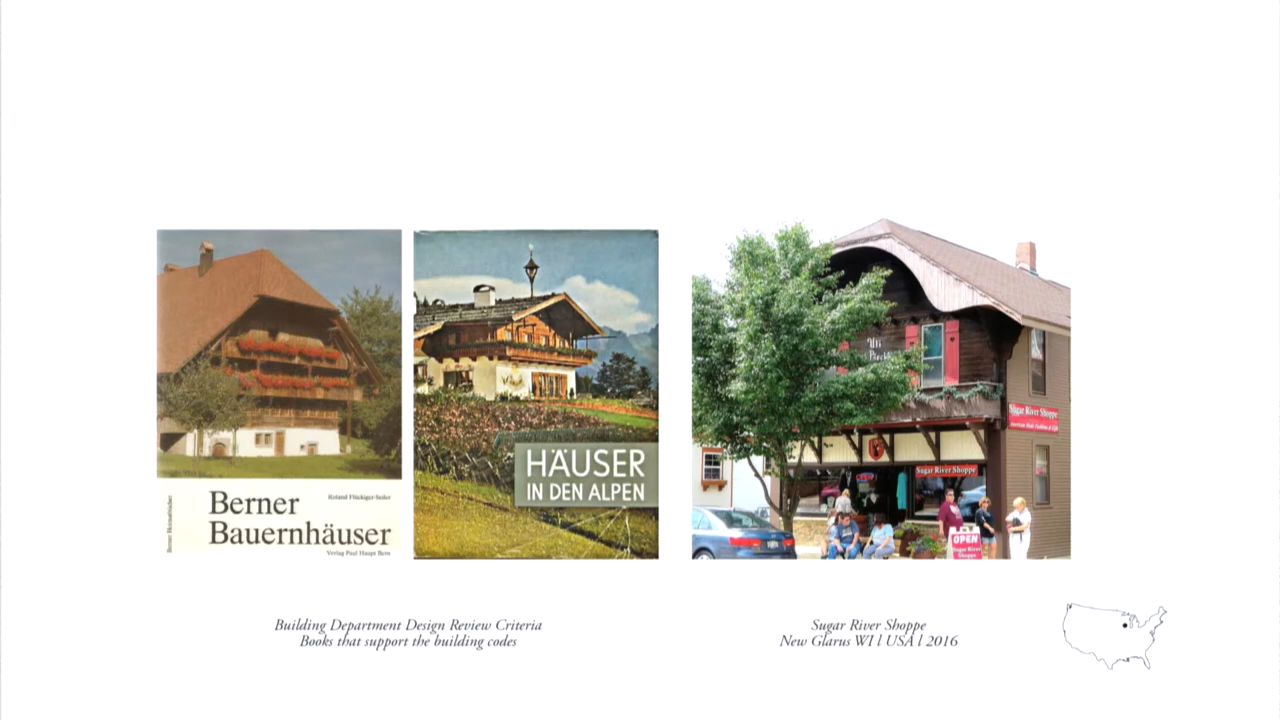 Berner Heimatbücher
Berner
Roland Flückiger-Seiler
Bauernhäuser
Verlag Paul Haupt Bern
HÄUSER
IN DEN ALPEN
Sugar River Shoppe
Sugar River Shoppe
OPEN
Sugar River
Shoppe
Building Department Design Review Criteria
Books that support the building codes
Sugar River Shoppe
New Glarus WI l USA l 2016